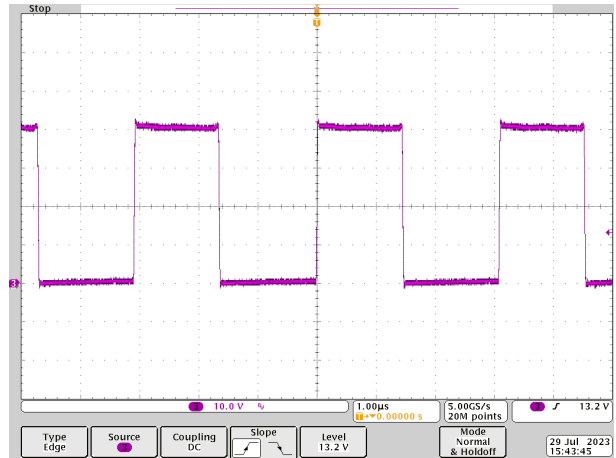 Stop
T
3
3 10.0 V
1.00µs
T→▼0.00000 s
5.00GS/s
20M points
3 13.2 V
Type
Edge
Source
3
Coupling
DC
Slope
Level
13.2 V
Mode
Normal
& Holdoff
29 Jul 2023
15:43:45